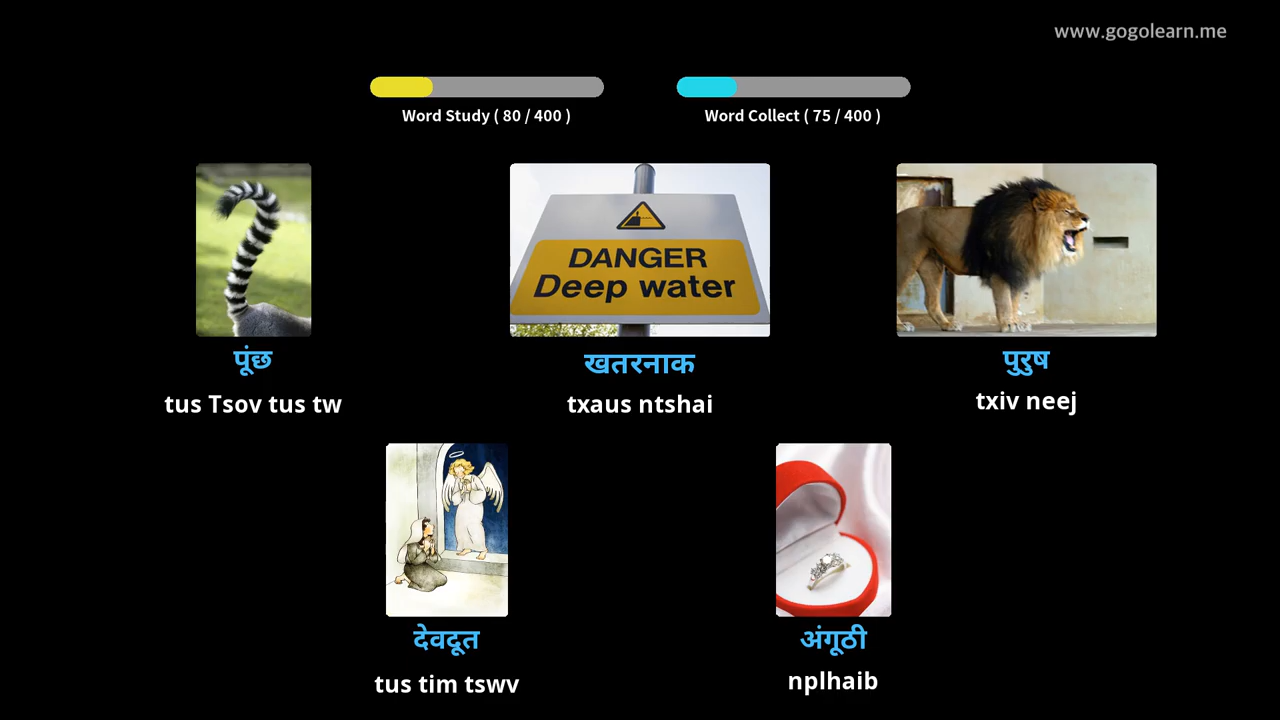 www.gogolearn.me
Word Study ( 80 / 400 )
Word Collect ( 75 / 400 )
DANGER
Deep water
पूंछ
खतरनाक
पुरुष
tus Tsov tus tw
txaus ntshai
txiv neej
देवदूत
अंगूठी
tus tim tswv
nplhaib